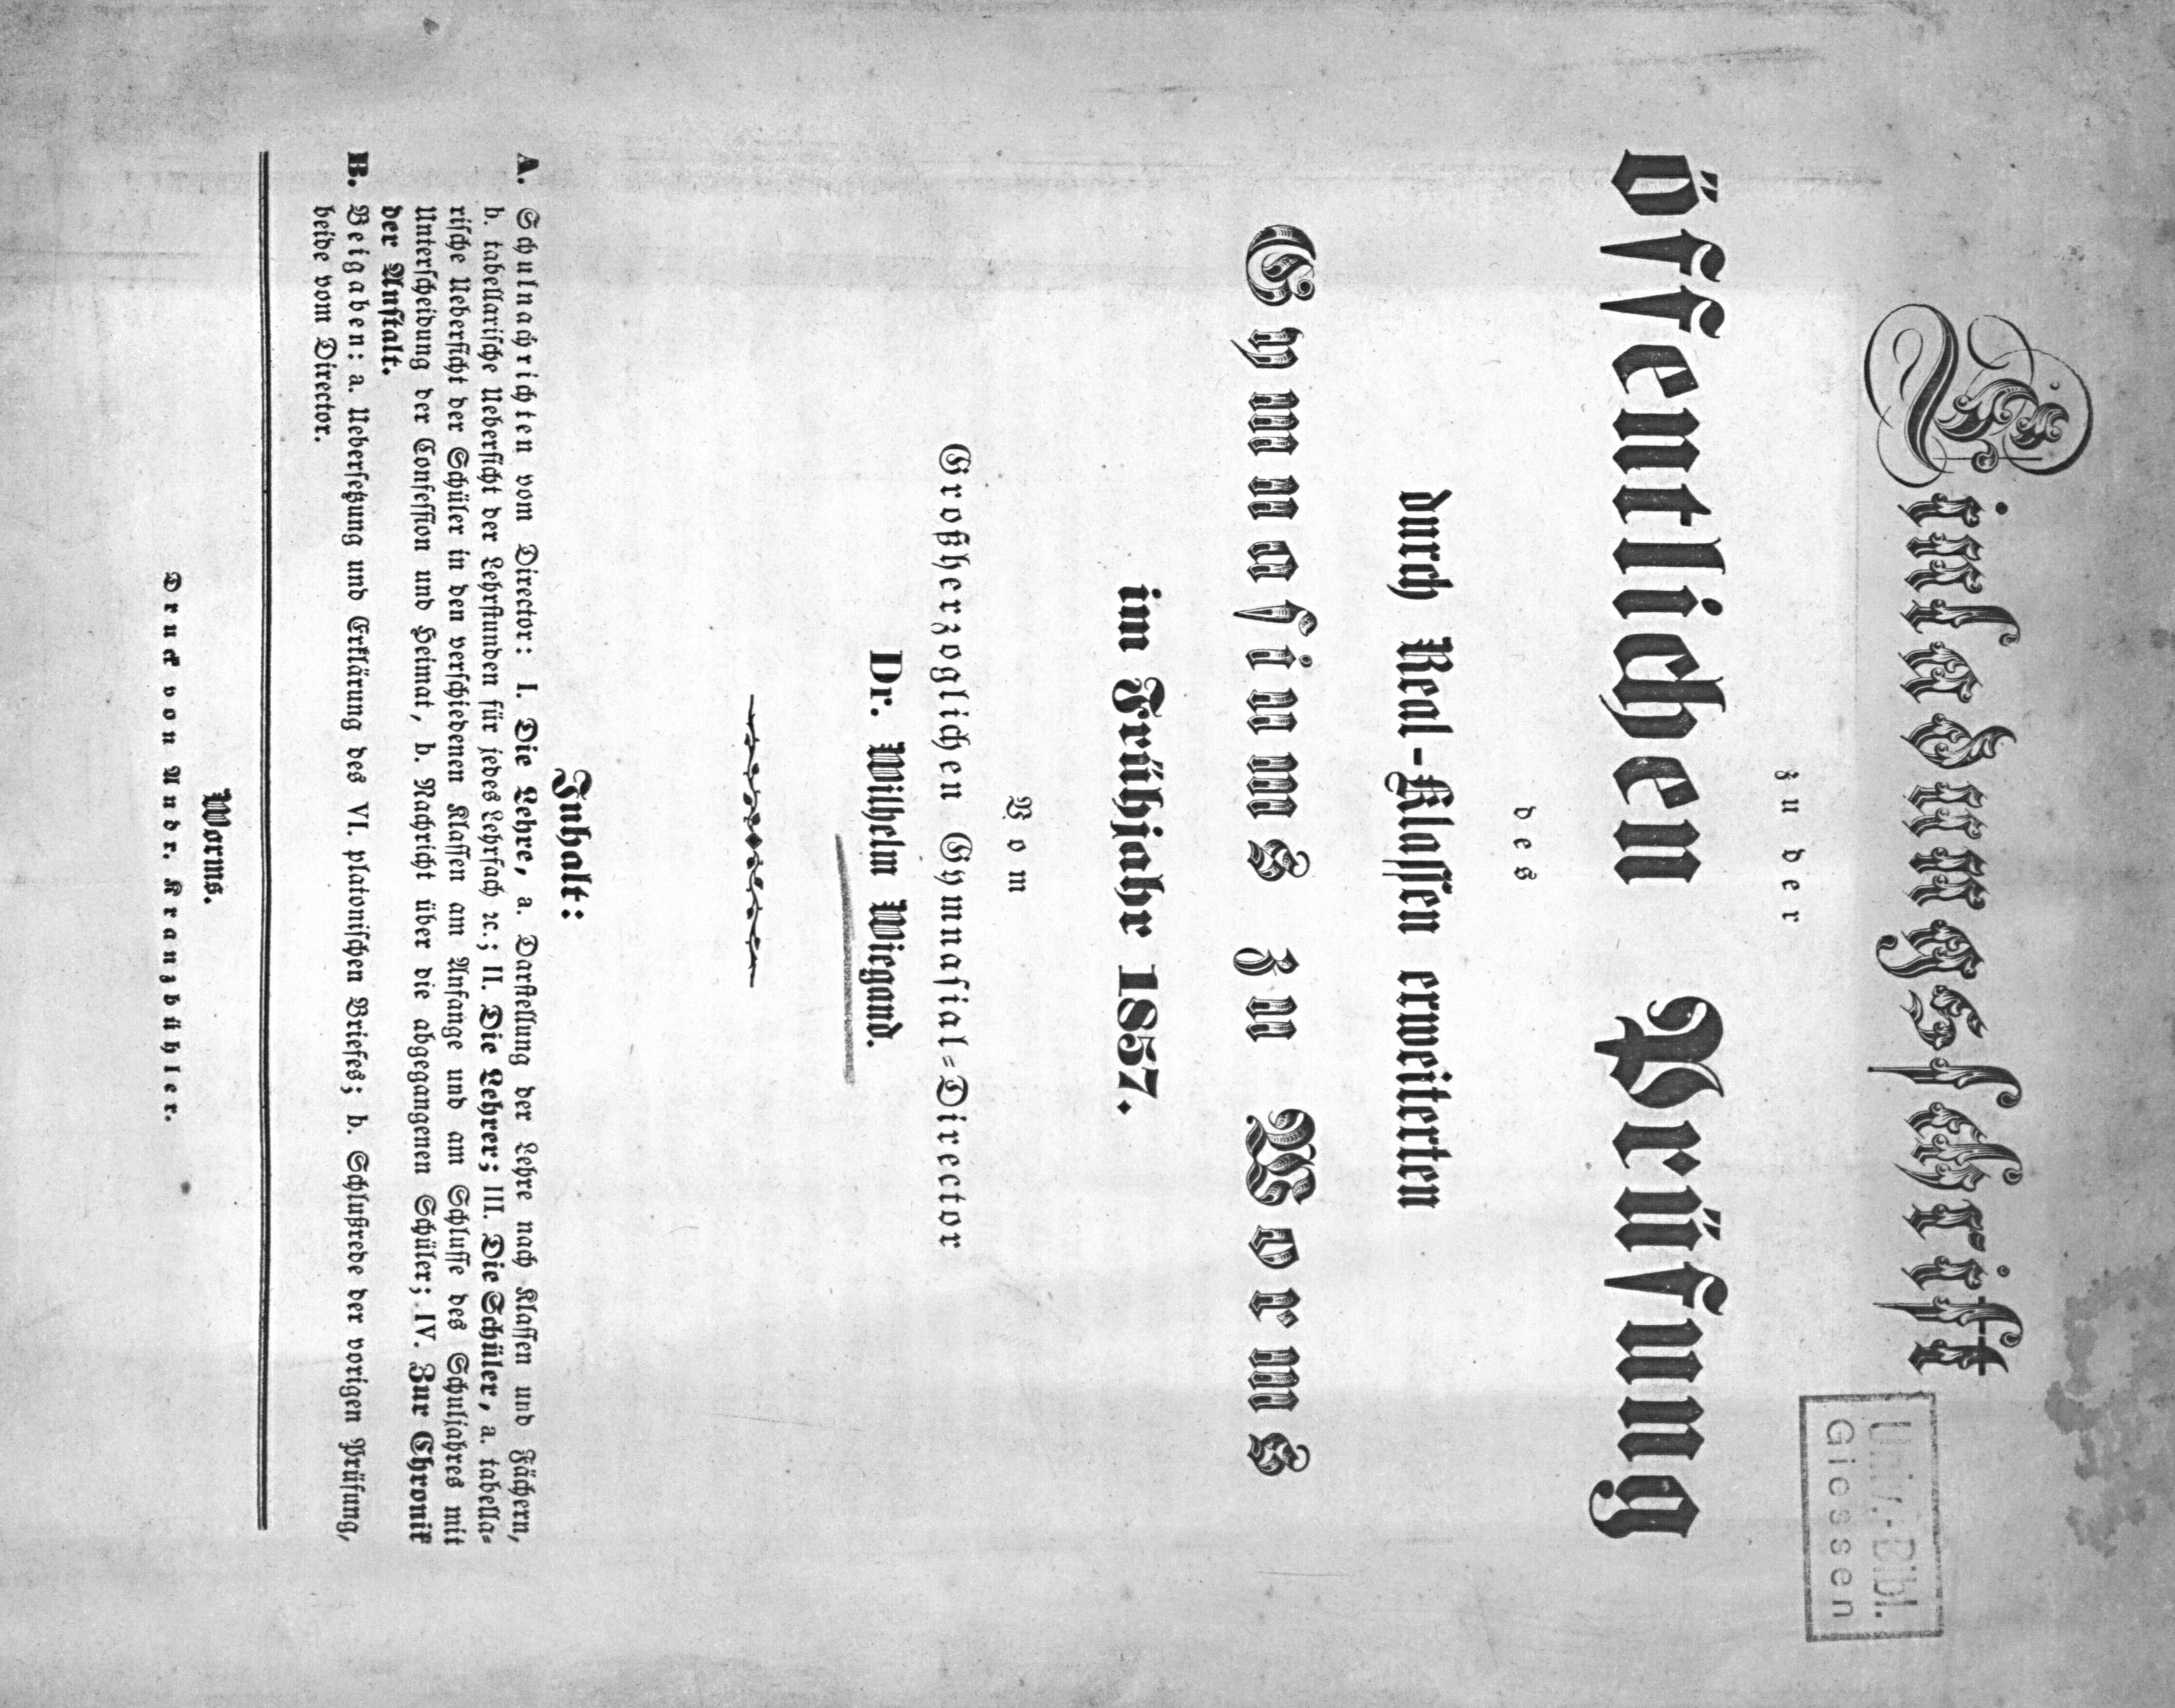 Einladungsschrift
zu der
öffentlichen Prüfung
des
durch Real-Klassen erweiterten
Gymnasiums zu Worms
im Frühjahr 1857.
Vom
Großherzoglichen Gymnasial-Director
Dr. Wilhelm Wiegand.
Inhalt:
A. Schulnachrichten vom Director: I. Die Lehre, a. Darstellung der Lehre nach Klassen und Fächern,
b. tabellarische Uebersicht der Lehrstunden für jedes Lehrfach ꝛc.; II. Die Lehrer; III. Die Schüler, a. tabella-
rische Uebersicht der Schüler in den verschiedenen Klassen am Anfange und am Schlusse des Schuljahres mit
Unterscheidung der Confession und Heimat, b. Nachricht über die abgegangenen Schüler; IV. Zur Chronik
der Anstalt.
B. Beigaben: a. Uebersetzung und Erklärung des VI. platonischen Briefes; b. Schlußrede der vorigen Prüfung,
beide vom Director.
Worms.
Druck von Andr. Kranzbühler.
Univ.-Bibl.
Giessen